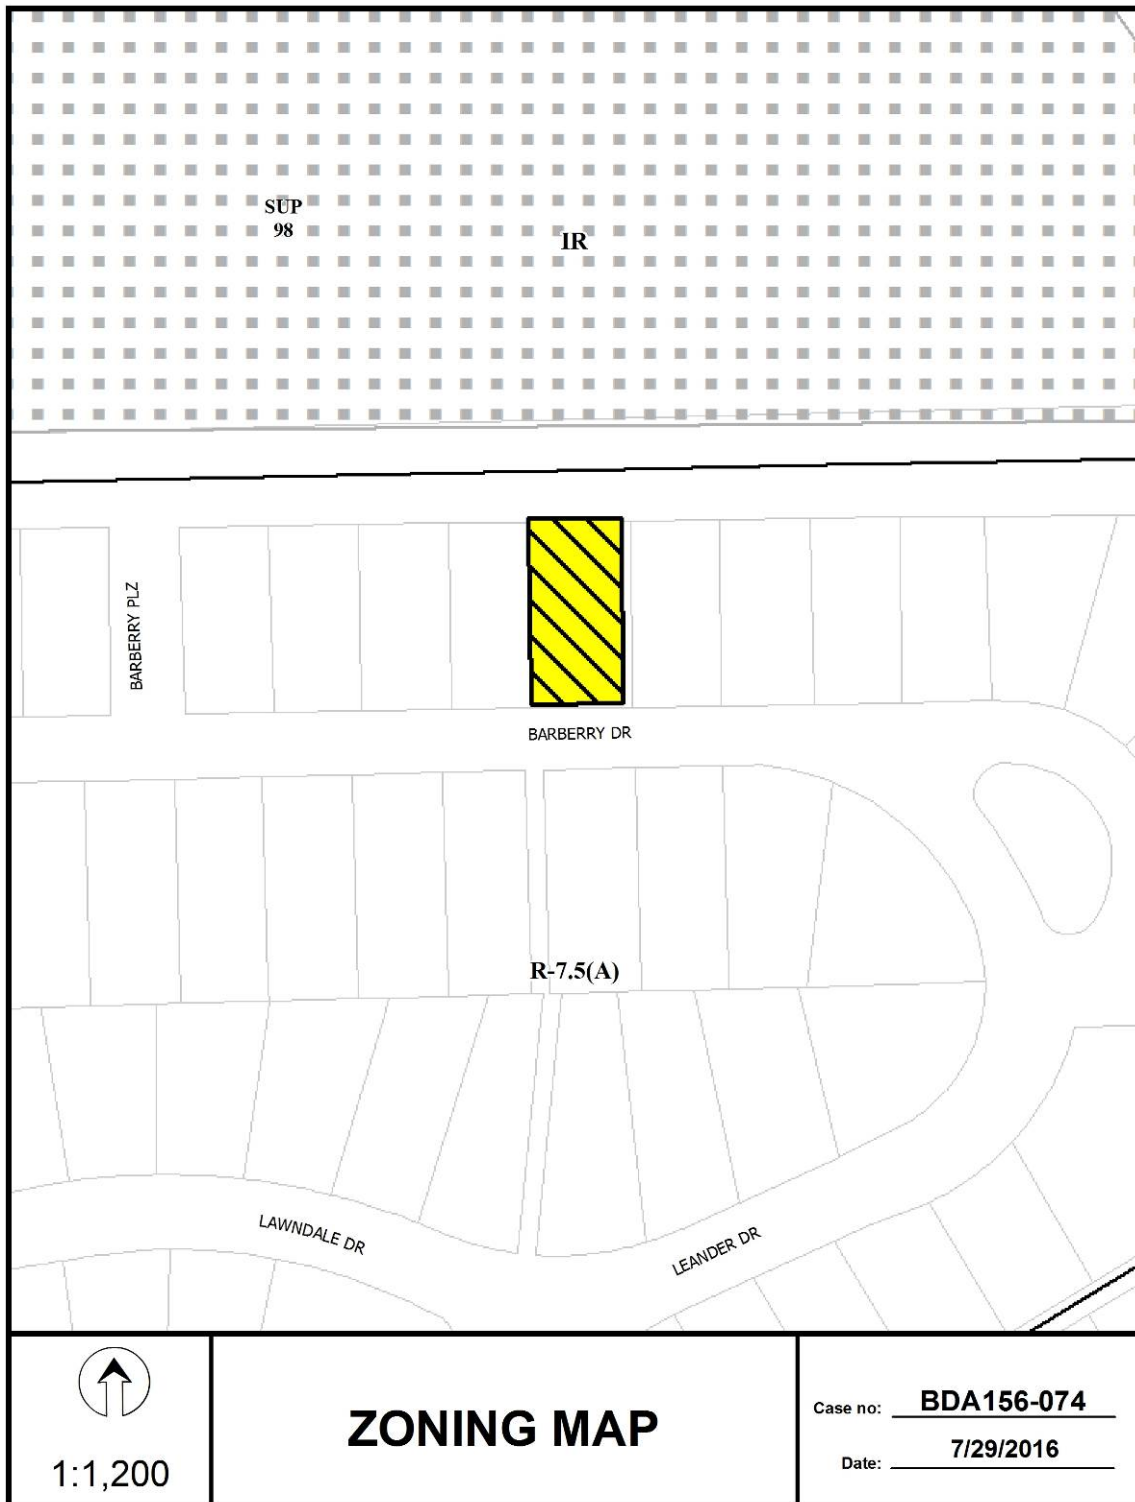 SUP
98
IR
BARBERRY PLZ
BARBERRY DR
R-7.5(A)
LAWNDALE DR
LEANDER DR
1:1,200
ZONING MAP
Case no: BDA156-074
Date: 7/29/2016